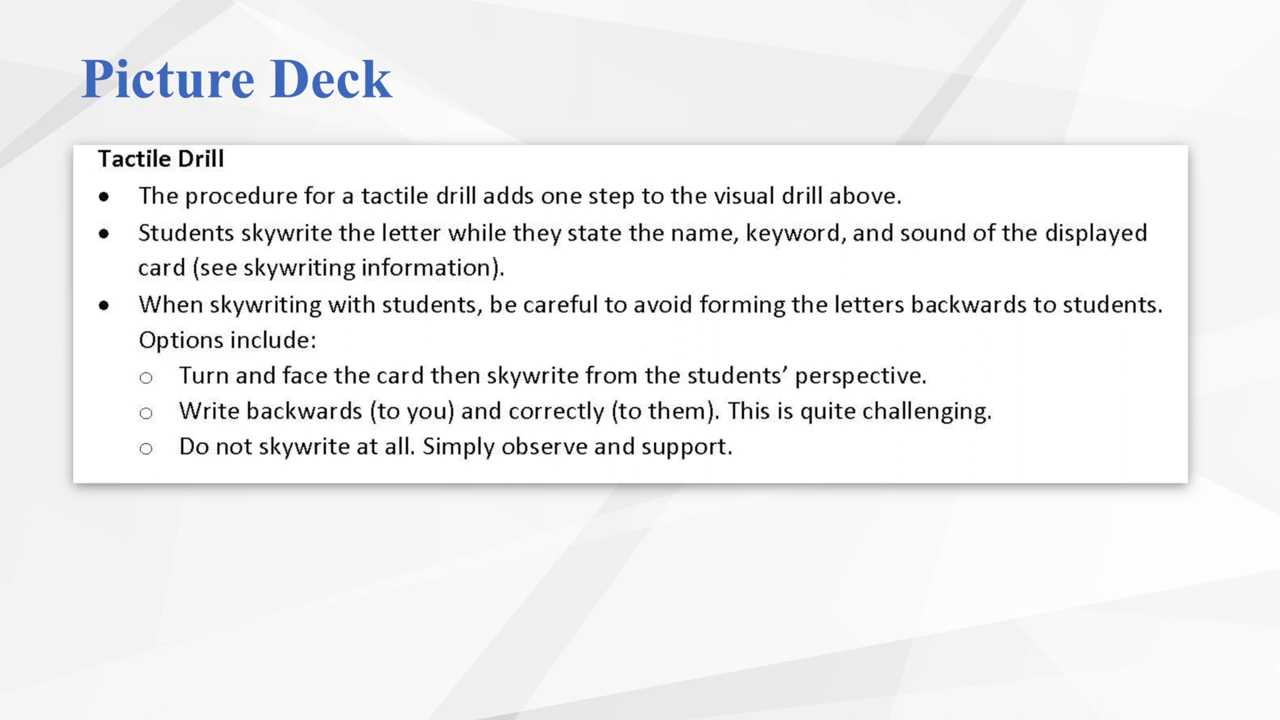 Picture Deck
Tactile Drill
• The procedure for a tactile drill adds one step to the visual drill above.
• Students skywrite the letter while they state the name, keyword, and sound of the displayed
card (see skywriting information).
• When skywriting with students, be careful to avoid forming the letters backwards to students.
Options include:
○ Turn and face the card then skywrite from the students’ perspective.
○ Write backwards (to you) and correctly (to them). This is quite challenging.
○ Do not skywrite at all. Simply observe and support.